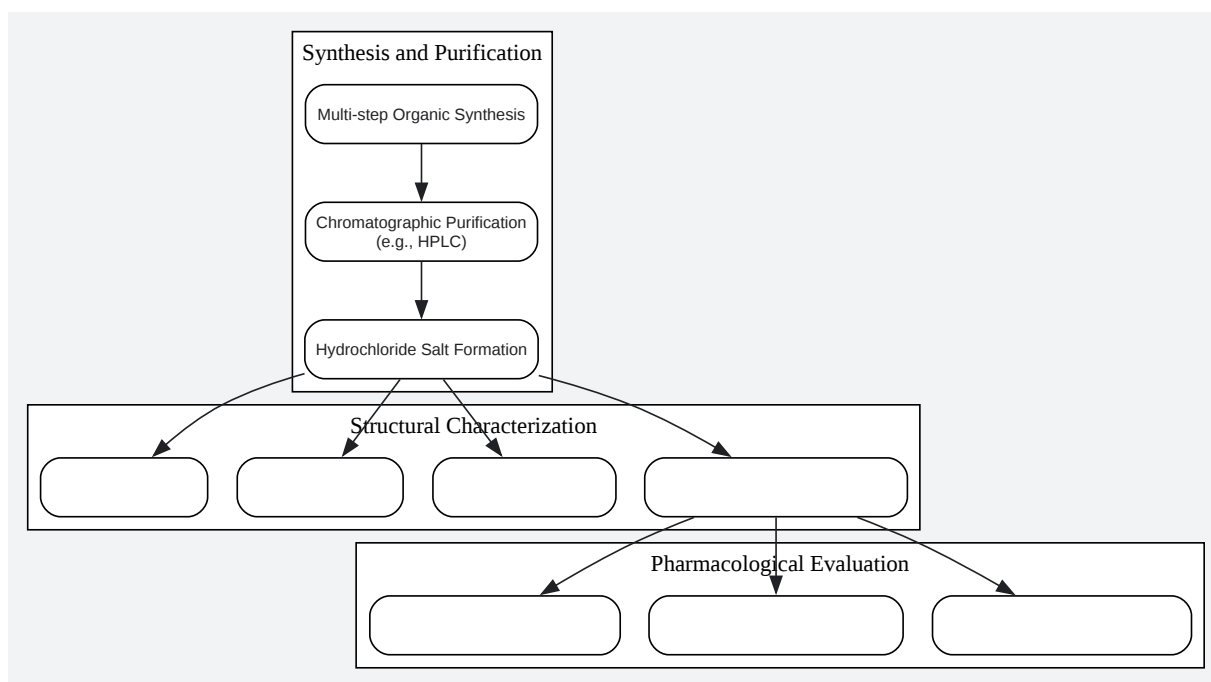 Synthesis and Purification
Multi-step Organic Synthesis
Chromatographic Purification
(e.g., HPLC)
Hydrochloride Salt Formation
Structural Characterization
Pharmacological Evaluation